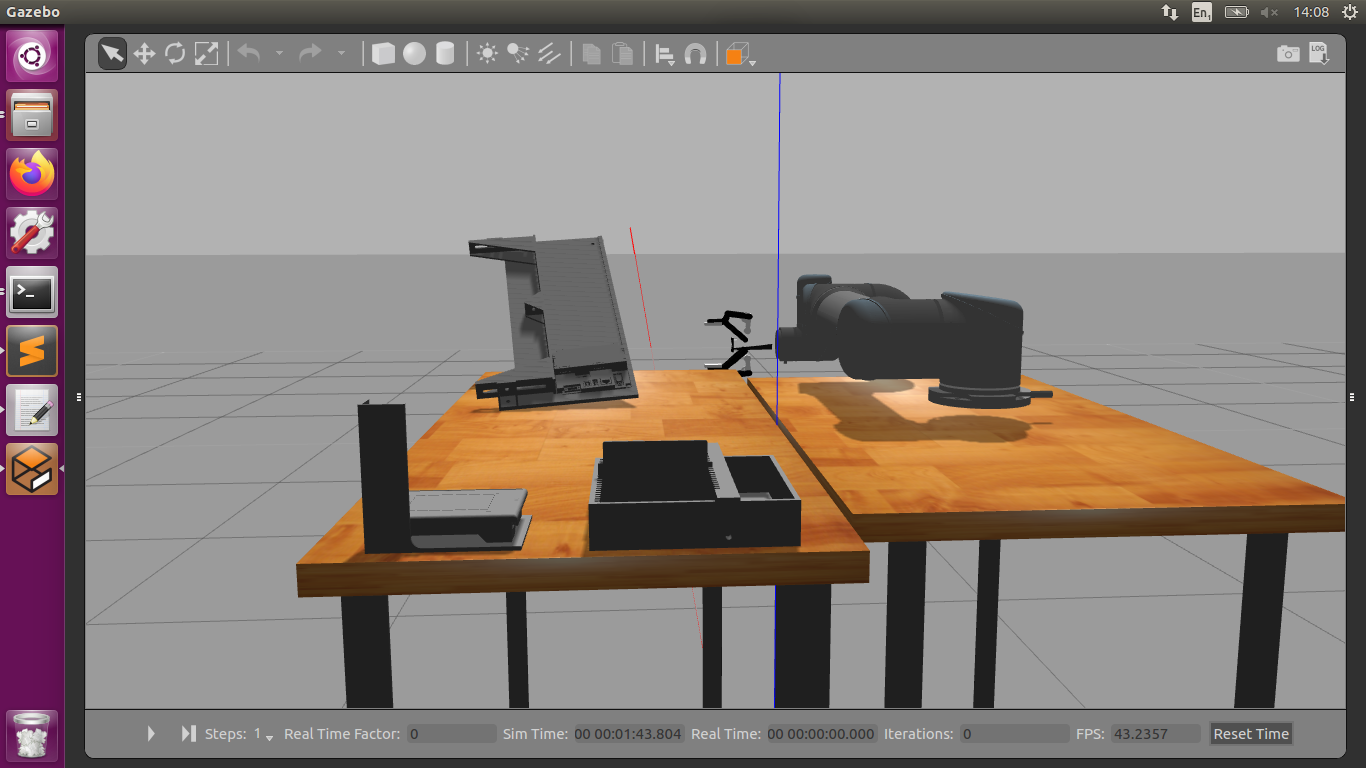 Gazebo
En1
14:08
LOG
>_
Steps: 1
Real Time Factor: 0
Sim Time: 00 00:01:43.804
Real Time: 00 00:00:00.000
Iterations: 0
FPS: 43.2357
Reset Time